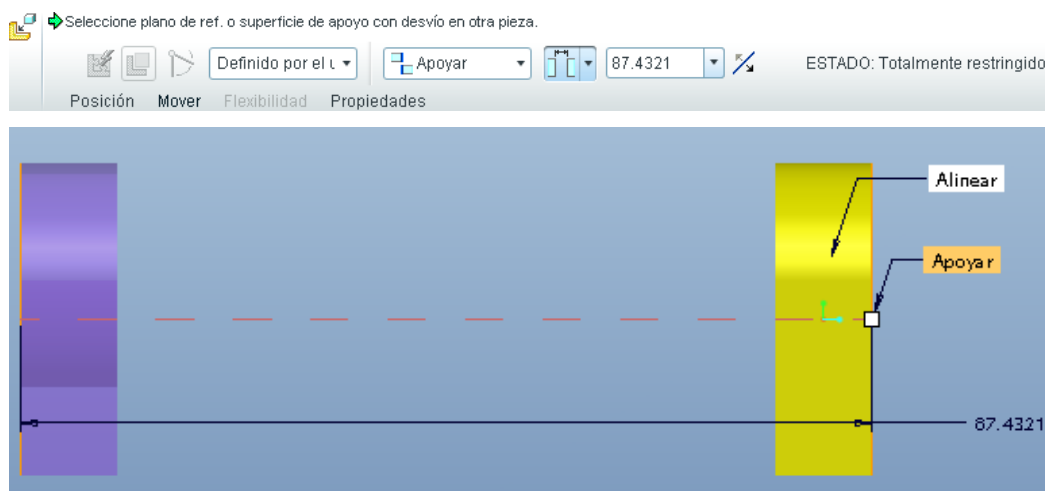 Seleccione plano de ref. o superficie de apoyo con desvío en otra pieza.
Definido por el ι Apoyar 87.4321 ESTADO: Totalmente restringido
Posición Mover Flexibilidad Propiedades
Alinear
Apoyar
87.4321